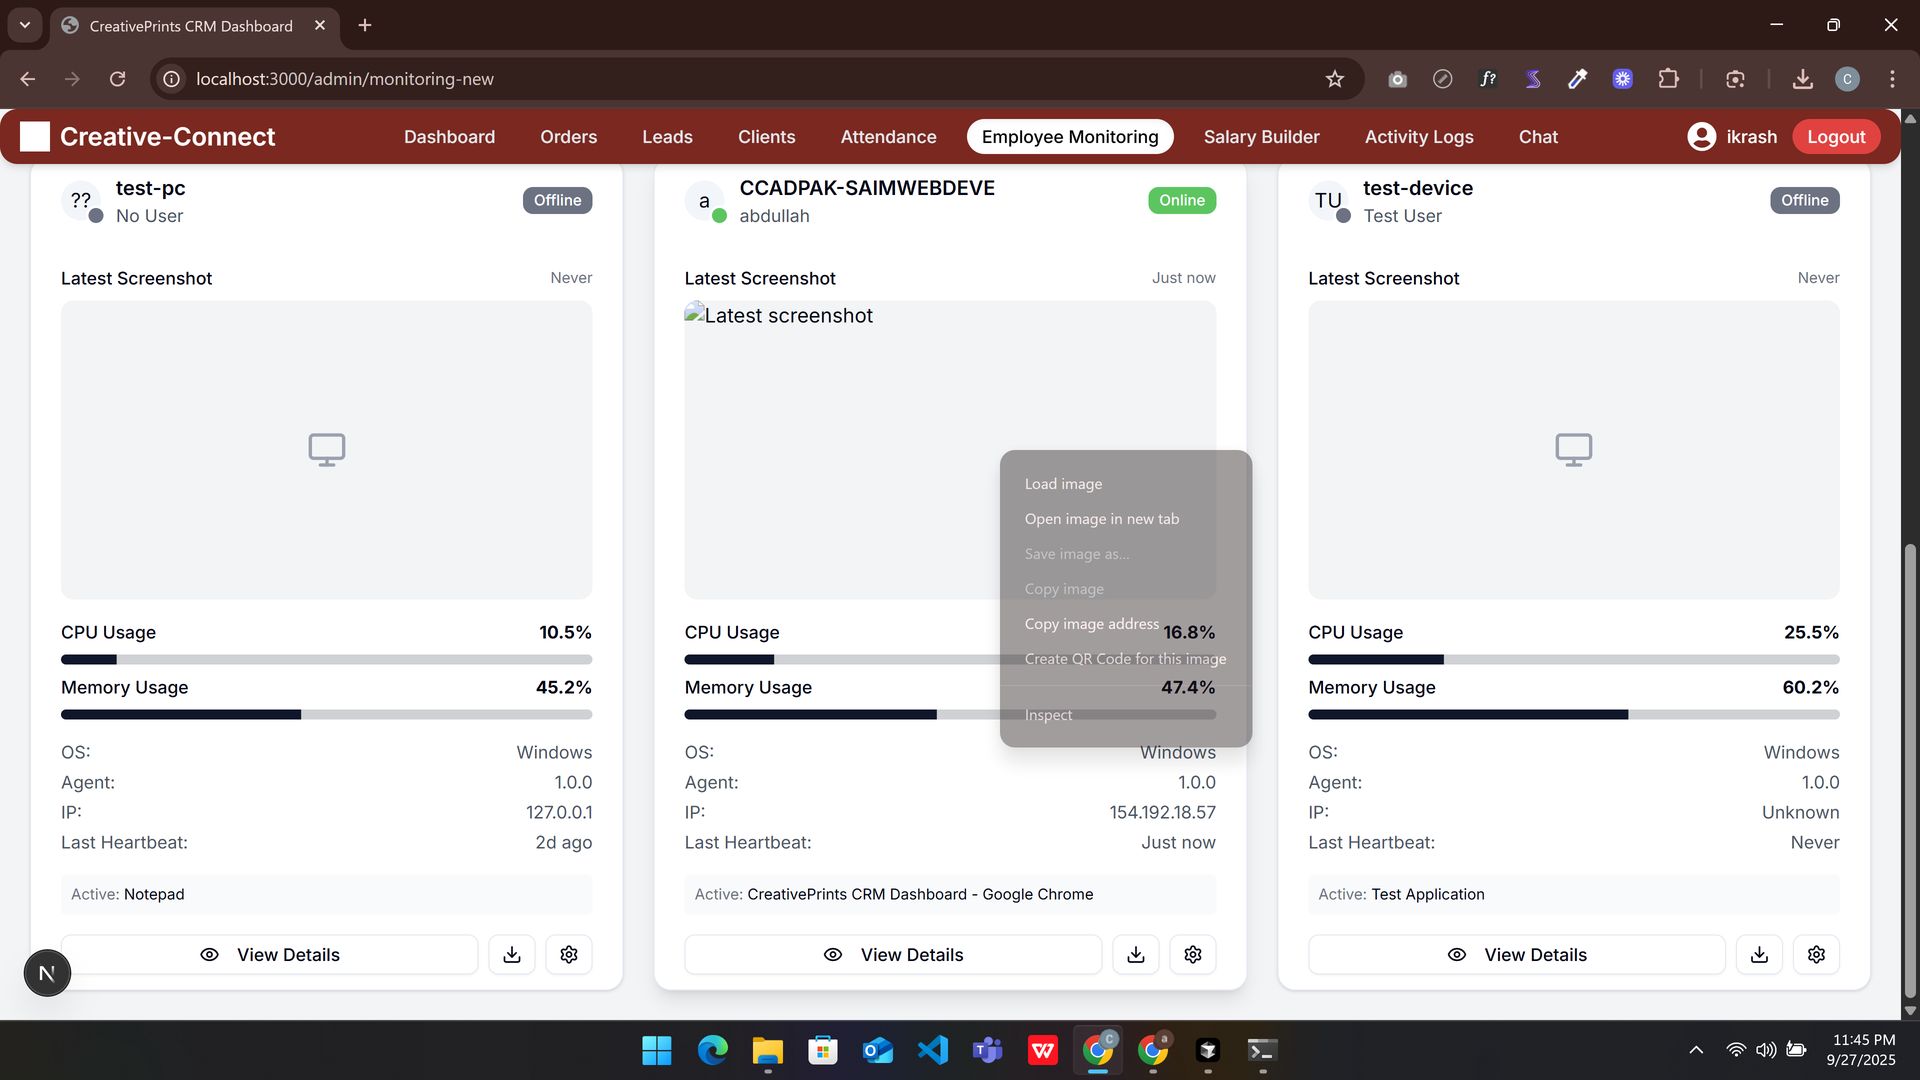 CreativePrints CRM Dashboard
localhost:3000/admin/monitoring-new
f?
C
Creative-Connect
Dashboard
Orders
Leads
Clients
Attendance
Employee Monitoring
Salary Builder
Activity Logs
Chat
ikrash
Logout
??
test-pc
No User
Offline
Latest Screenshot
Never
CPU Usage
10.5%
Memory Usage
45.2%
OS:
Windows
Agent:
1.0.0
IP:
127.0.0.1
Last Heartbeat:
2d ago
Active: Notepad
View Details
a
CCADPAK-SAIMWEBDEVE
abdullah
Online
Latest Screenshot
Just now
Latest screenshot
Load image
Open image in new tab
Save image as...
Copy image
Copy image address
Create QR Code for this image
Inspect
CPU Usage
16.8%
Memory Usage
47.4%
OS:
Windows
Agent:
1.0.0
IP:
154.192.18.57
Last Heartbeat:
Just now
Active: CreativePrints CRM Dashboard - Google Chrome
View Details
TU
test-device
Test User
Offline
Latest Screenshot
Never
CPU Usage
25.5%
Memory Usage
60.2%
OS:
Windows
Agent:
1.0.0
IP:
Unknown
Last Heartbeat:
Never
Active: Test Application
View Details
N
C
a
11:45 PM
9/27/2025